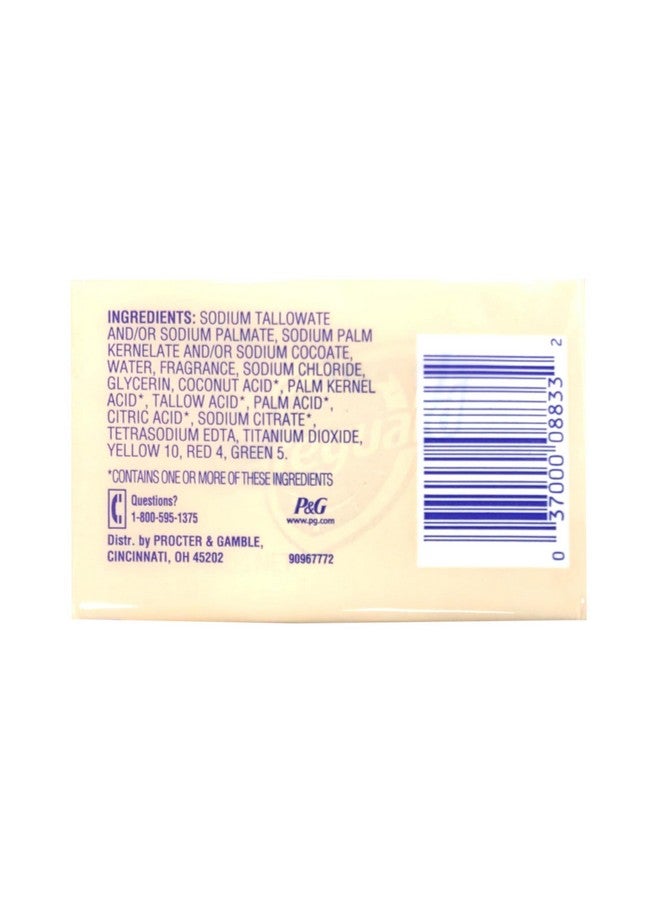 INGREDIENTS: SODIUM TALLOWATE
AND/OR SODIUM PALMATE, SODIUM PALM
KERNELATE AND/OR SODIUM COCOATE,
WATER, FRAGRANCE, SODIUM CHLORIDE,
GLYCERIN, COCONUT ACID*, PALM KERNEL
ACID*, TALLOW ACID*, PALM ACID*,
CITRIC ACID*, SODIUM CITRATE*,
TETRASODIUM EDTA, TITANIUM DIOXIDE,
YELLOW 10, RED 4, GREEN 5.
*CONTAINS ONE OR MORE OF THESE INGREDIENTS
Questions?
1-800-595-1375
P&G
www.pg.com
Distr. by PROCTER & GAMBLE,
CINCINNATI, OH 45202
90967772
0 37000 08833 2